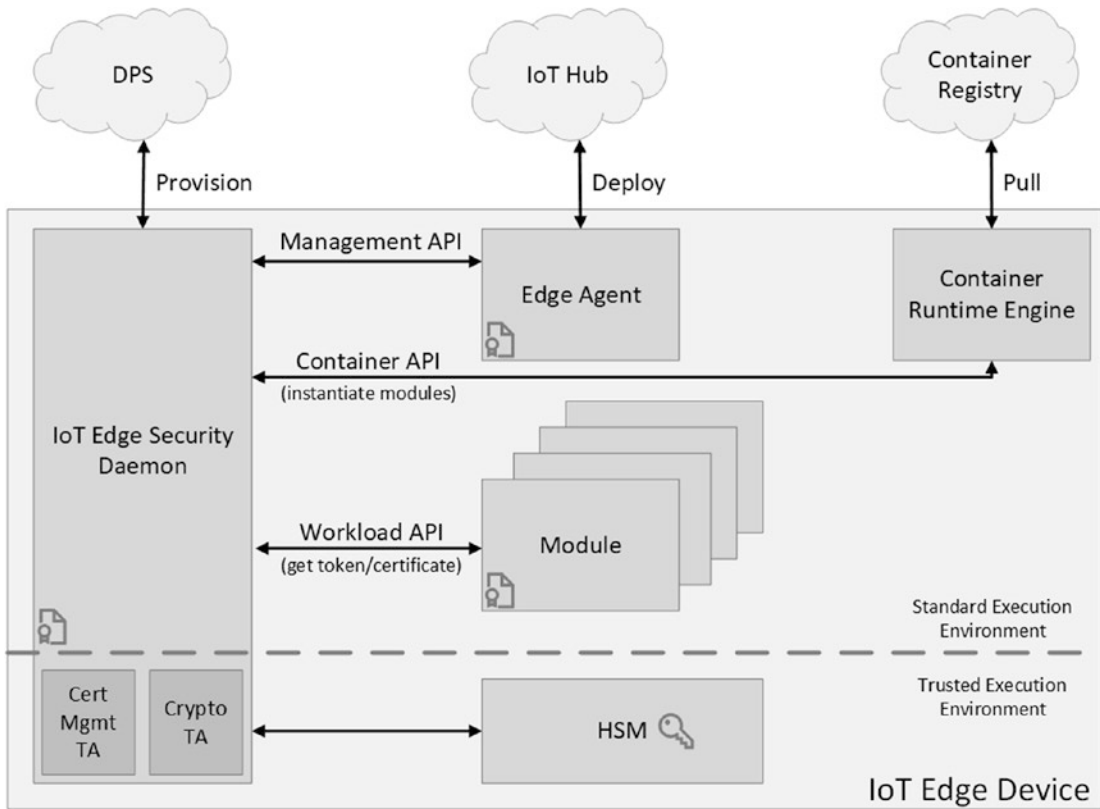 DPS
IoT Hub
Container
Registry
Provision
Deploy
Pull
Management API
Edge Agent
Container
Runtime Engine
Container API
(instantiate modules)
IoT Edge Security
Daemon
Workload API
(get token/certificate)
Module
Standard Execution
Environment
Trusted Execution
Environment
Cert
Mgmt
TA
Crypto
TA
HSM
IoT Edge Device